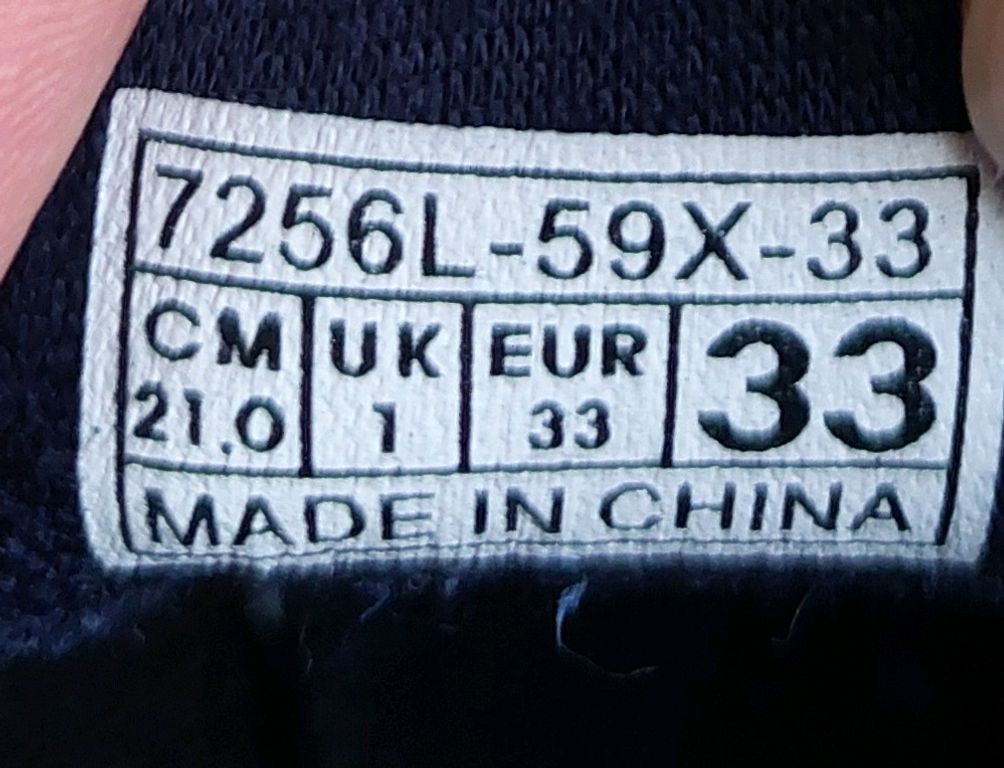 7256L-59X-33
CM UK EUR 33
21.0 1 33
MADE IN CHINA